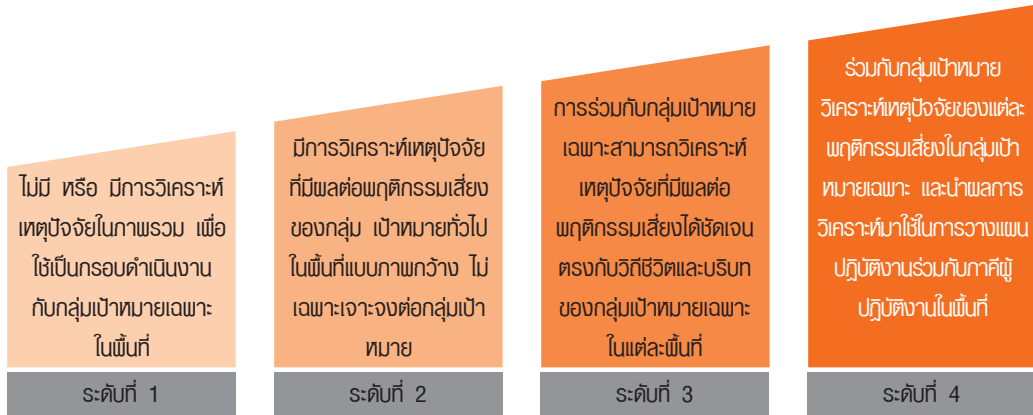 ไม่มี หรือ มีการวิเคราะห์
เหตุปัจจัยในภาพรวม เพื่อ
ใช้เป็นกรอบดำเนินงาน
กับกลุ่มเป้าหมายเฉพาะ
ในพื้นที่
ระดับที่ 1
มีการวิเคราะห์เหตุปัจจัย
ที่มีผลต่อพฤติกรรมเสี่ยง
ของกลุ่ม เป้าหมายทั่วไป
ในพื้นที่แบบภาพกว้าง ไม่
เฉพาะเจาะจงต่อกลุ่มเป้า
หมาย
ระดับที่ 2
การร่วมกับกลุ่มเป้าหมาย
เฉพาะสามารถวิเคราะห์
เหตุปัจจัยที่มีผลต่อ
พฤติกรรมเสี่ยงได้ชัดเจน
ตรงกับวิถีชีวิตและบริบท
ของกลุ่มเป้าหมายเฉพาะ
ในแต่ละพื้นที่
ระดับที่ 3
ร่วมกับกลุ่มเป้าหมาย
วิเคราะห์เหตุปัจจัยของแต่ละ
พฤติกรรมเสี่ยงในกลุ่มเป้า
หมายเฉพาะ และนำผลการ
วิเคราะห์มาใช้ในการวางแผน
ปฏิบัติงานร่วมกับภาคีผู้
ปฏิบัติงานในพื้นที่
ระดับที่ 4